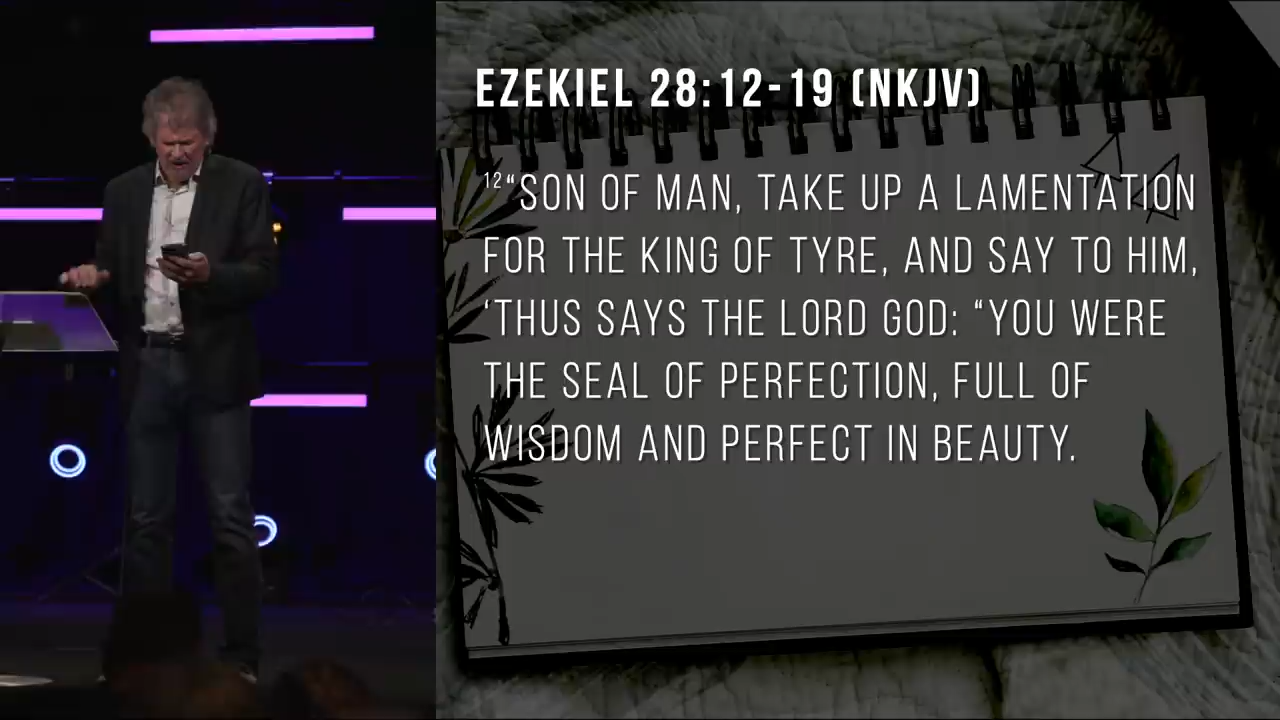 EZEKIEL 28:12-19 (NKJV)
12“SON OF MAN, TAKE UP A LAMENTATION
FOR THE KING OF TYRE, AND SAY TO HIM,
‘THUS SAYS THE LORD GOD: “YOU WERE
THE SEAL OF PERFECTION, FULL OF
WISDOM AND PERFECT IN BEAUTY.